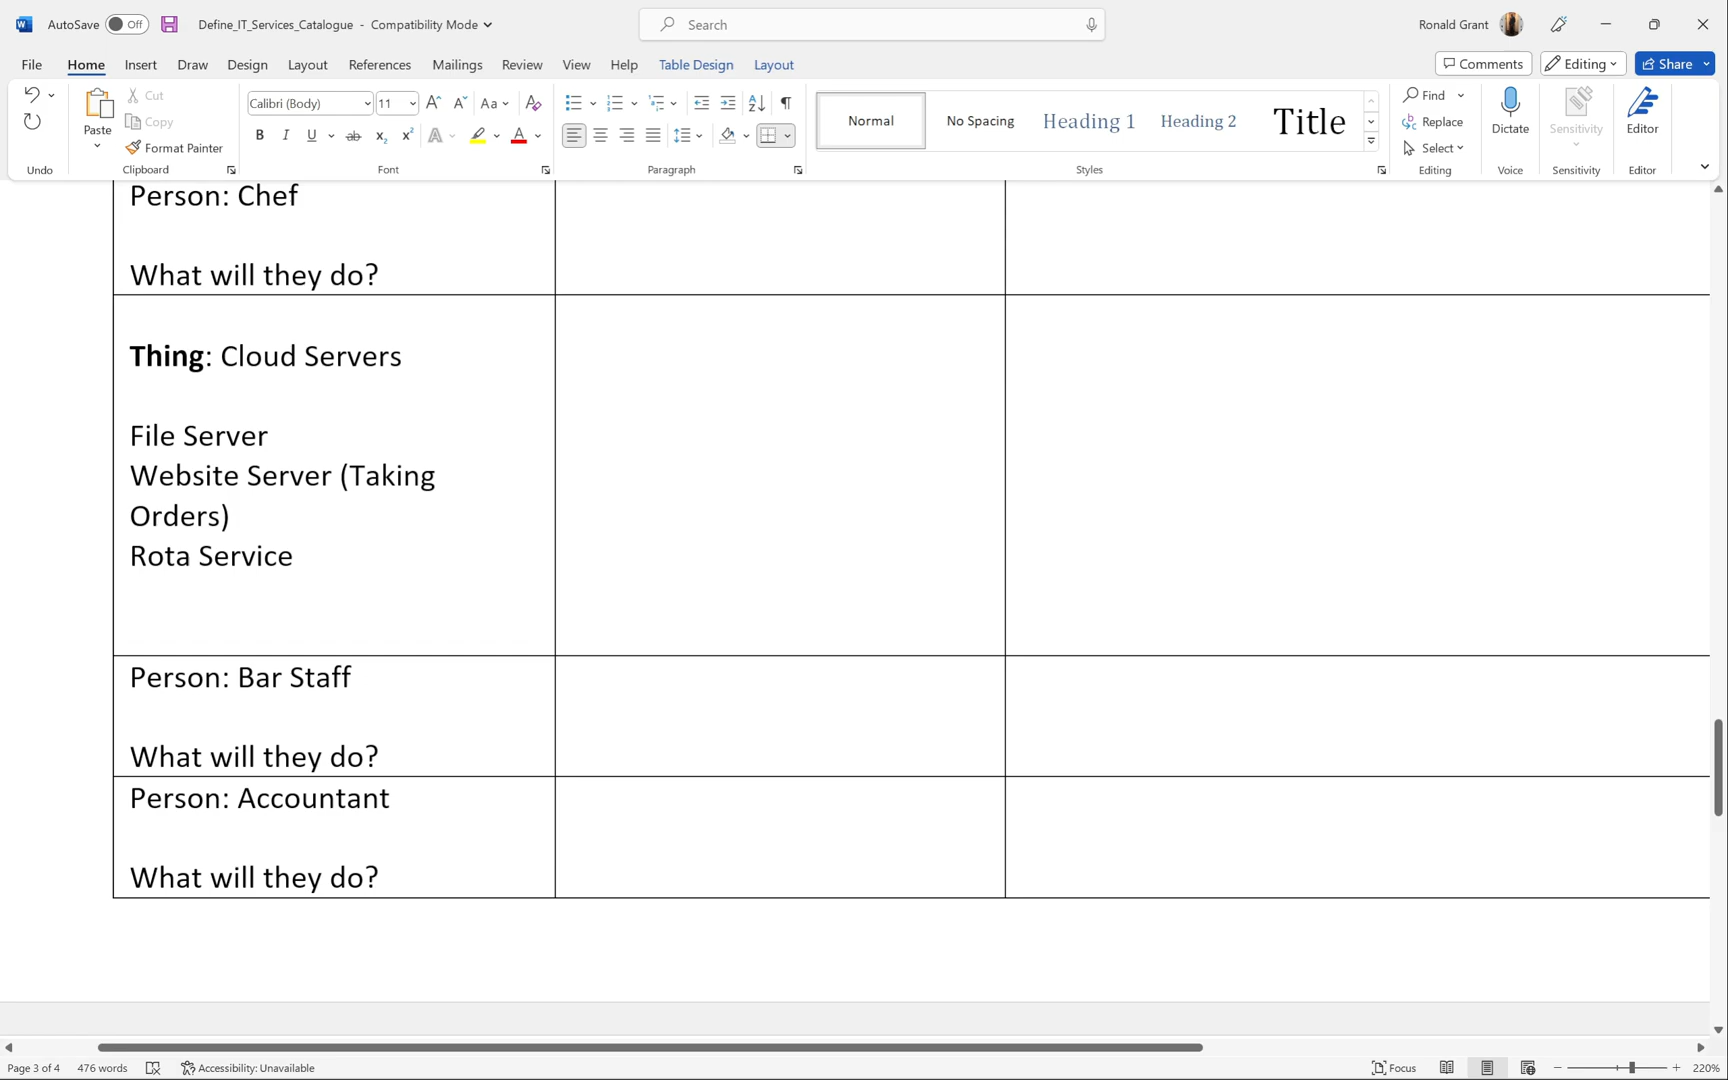 AutoSave Off Define_IT_Services_Catalogue - Compatibility Mode Search Ronald Grant
File Home Insert Draw Design Layout References Mailings Review View Help Table Design Layout Comments Editing Share
Calibri (Body) 11 Aa
Paste Cut
Copy
Format Painter
B I U ab x₂ x² A A
Normal No Spacing Heading 1 Heading 2 Title
Find
Replace
Select
Dictate Sensitivity Editor
Undo Clipboard Font Paragraph Styles Editing Voice Sensitivity Editor
Person: Chef
What will they do?
Thing: Cloud Servers
File Server
Website Server (Taking
Orders)
Rota Service
Person: Bar Staff
What will they do?
Person: Accountant
What will they do?
Page 3 of 4 476 words Accessibility: Unavailable Focus 220%